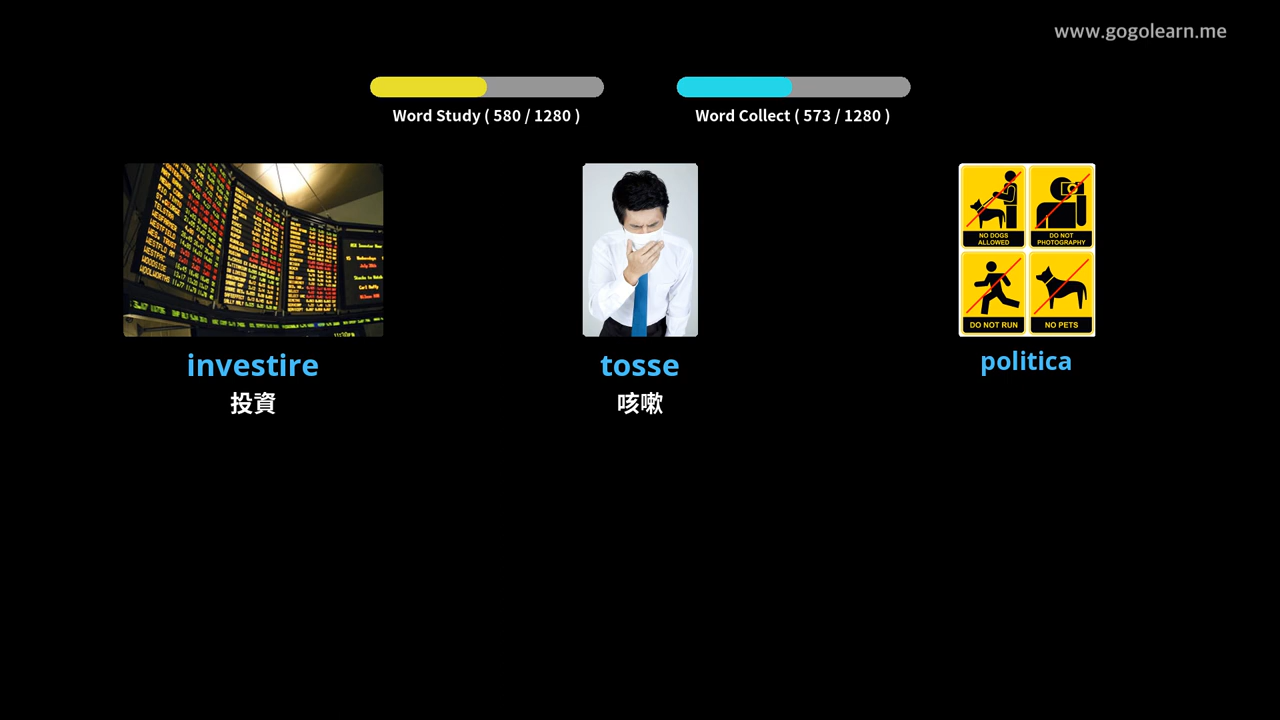 www.gogolearn.me
Word Study ( 580 / 1280 )
Word Collect ( 573 / 1280 )
NO DOGS
ALLOWED
DO NOT
PHOTOGRAPHY
DO NOT RUN
NO PETS
investire
tosse
politica
投資
咳嗽